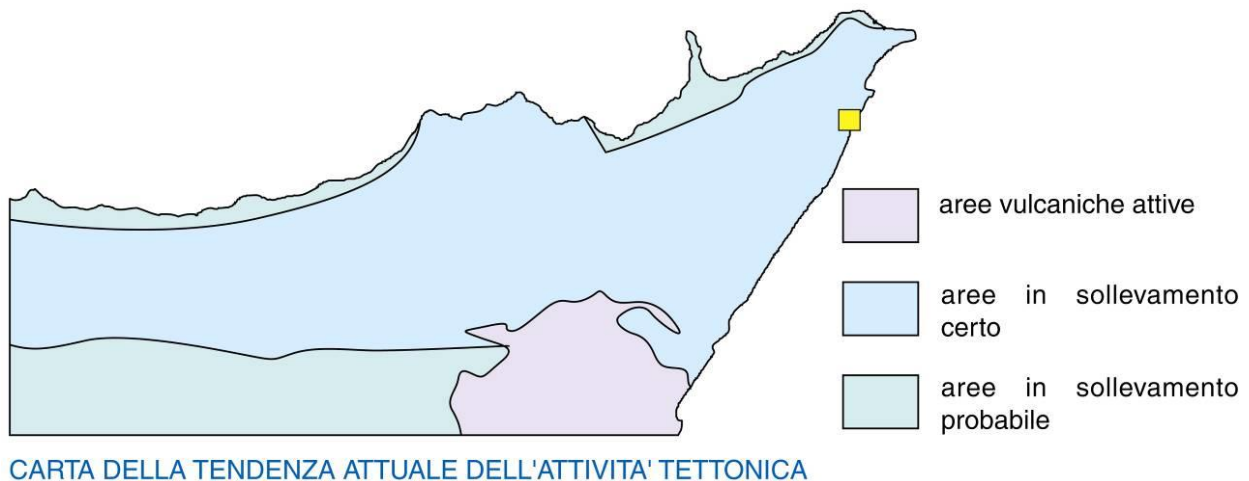 aree vulcaniche attive
aree in sollevamento
certo
aree in sollevamento
probabile
CARTA DELLA TENDENZA ATTUALE DELL'ATTIVITA' TETTONICA